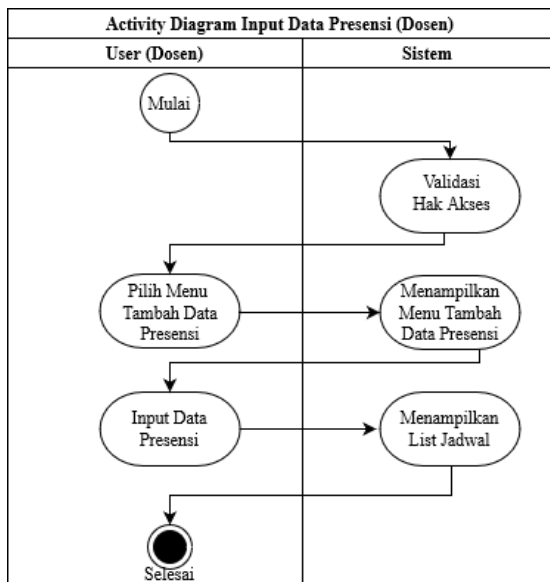 Activity Diagram Input Data Presensi (Dosen)
User (Dosen)
Sistem
Mulai
Validasi
Hak Akses
Pilih Menu
Tambah Data
Presensi
Menampilkan
Menu Tambah
Data Presensi
Input Data
Presensi
Menampilkan
List Jadwal
Selesai